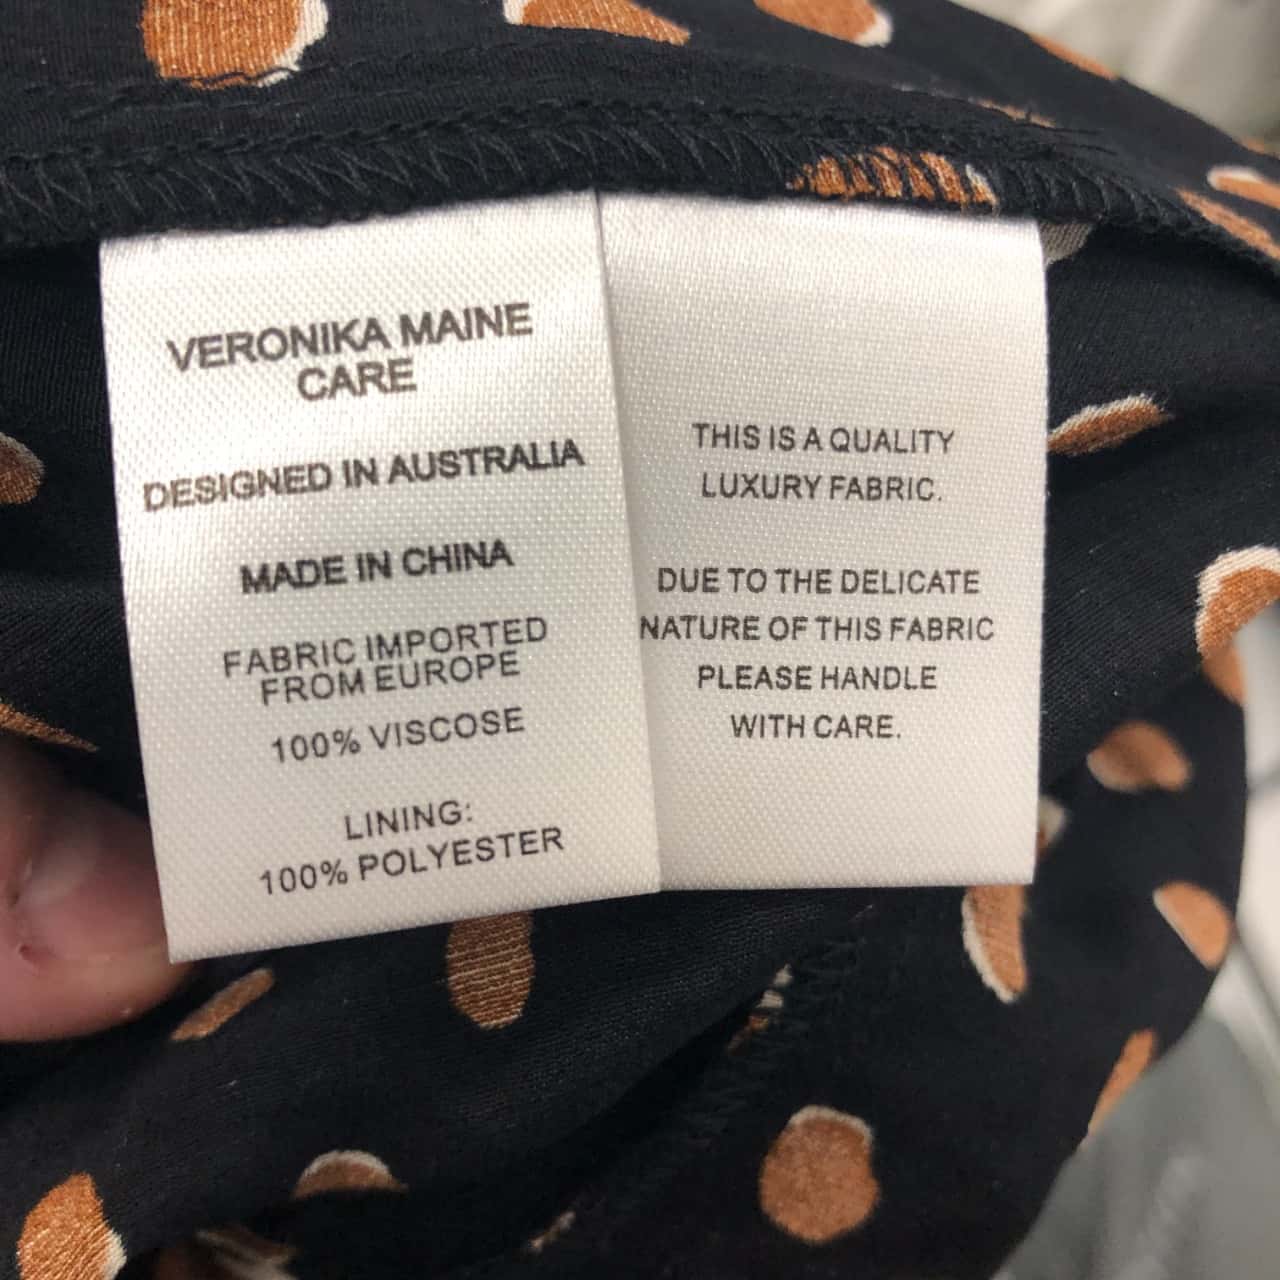 VERONIKA MAINE
CARE
DESIGNED IN AUSTRALIA
MADE IN CHINA
FABRIC IMPORTED
FROM EUROPE
100% VISCOSE
LINING:
100% POLYESTER
THIS IS A QUALITY
LUXURY FABRIC.
DUE TO THE DELICATE
NATURE OF THIS FABRIC
PLEASE HANDLE
WITH CARE.